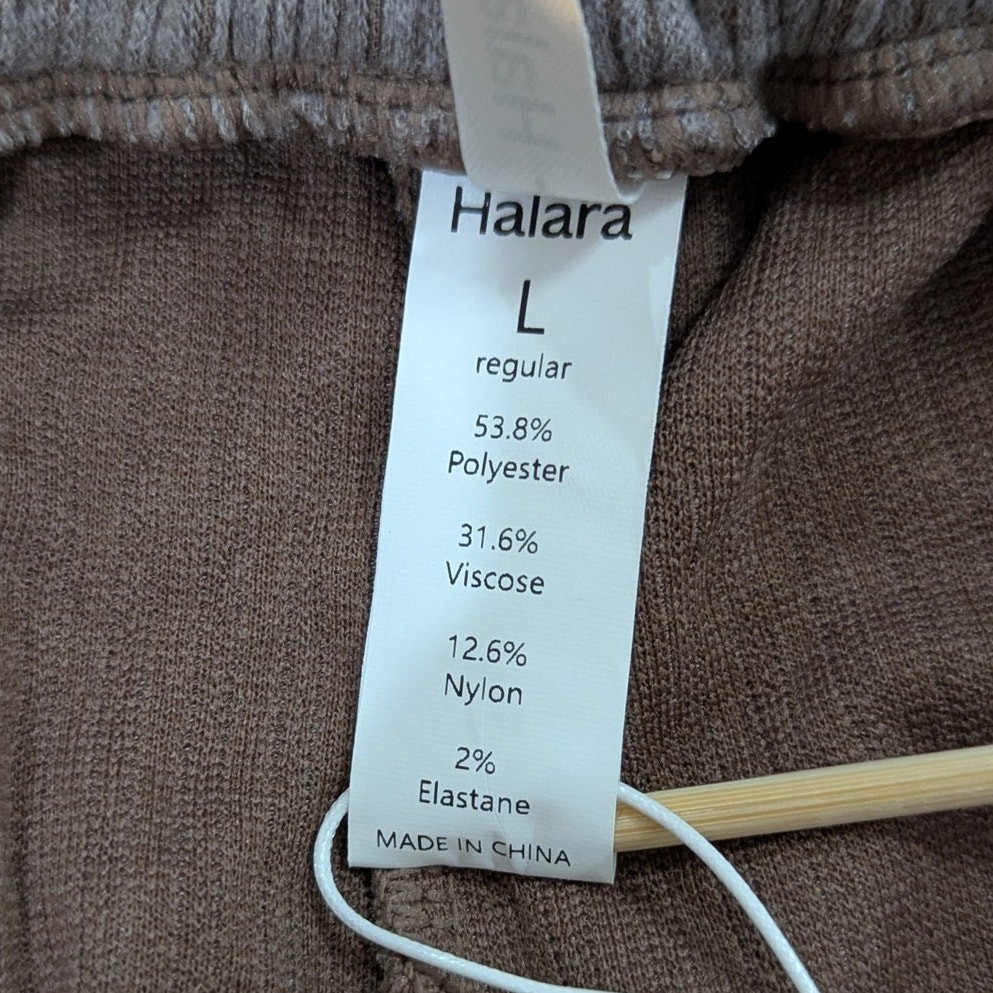 Halara
L
regular
53.8%
Polyester
31.6%
Viscose
12.6%
Nylon
2%
Elastane
MADE IN CHINA